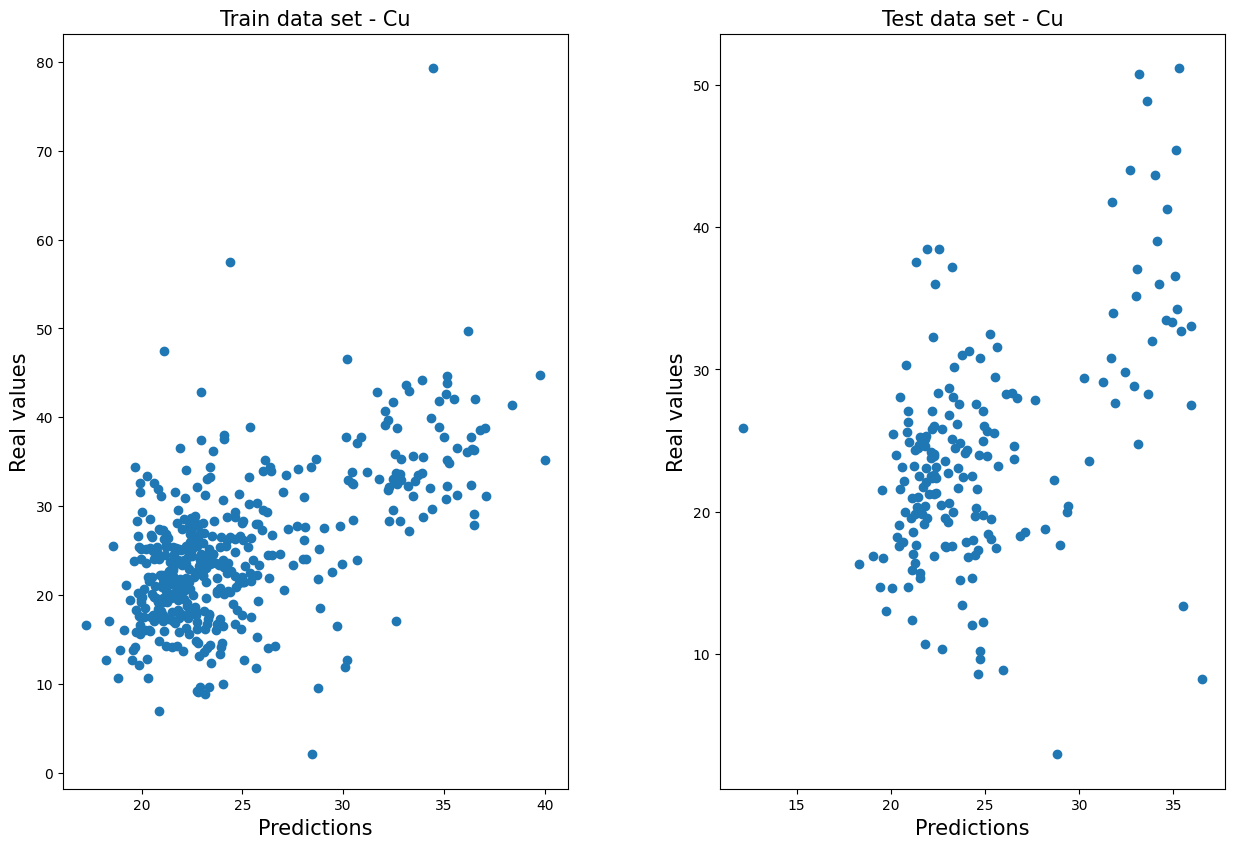 Train data set - Cu
80
70
60
50
40
30
20
10
0
Real values
20 25 30 35 40
Predictions
Test data set - Cu
50
40
30
20
10
Real values
15 20 25 30 35
Predictions